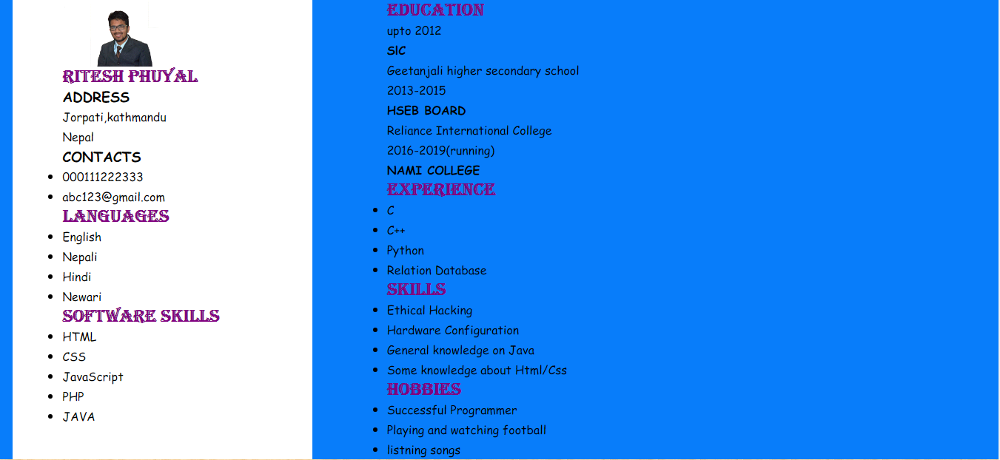 RITESH PHUYAL
ADDRESS
Jorpati,kathmandu
Nepal
CONTACTS
000111222333
abc123@gmail.com
LANGUAGES
English
Nepali
Hindi
Newari
SOFTWARE SKILLS
HTML
CSS
JavaScript
PHP
JAVA
EDUCATION
upto 2012
SlC
Geetanjali higher secondary school
2013-2015
HSEB BOARD
Reliance International College
2016-2019(running)
NAMI COLLEGE
EXPERIENCE
C
C++
Python
Relation Database
SKILLS
Ethical Hacking
Hardware Configuration
General knowledge on Java
Some knowledge about Html/Css
HOBBIES
Successful Programmer
Playing and watching football
listning songs